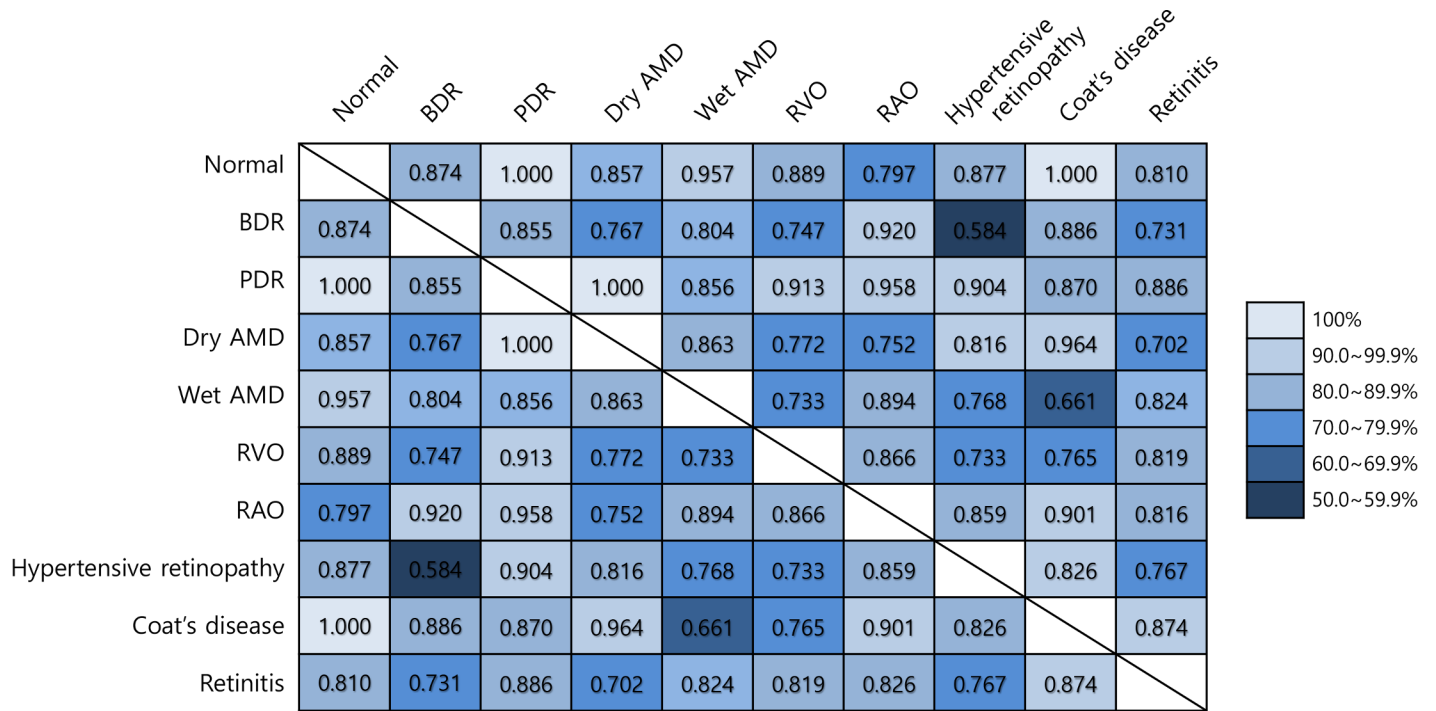 Normal BDR PDR Dry AMD Wet AMD RVO RAO Hypertensive retinopathy Coat's disease Retinitis
Normal 0.874 1.000 0.857 0.957 0.889 0.797 0.877 1.000 0.810
BDR 0.874 0.855 0.767 0.804 0.747 0.920 0.584 0.886 0.731
PDR 1.000 0.855 1.000 0.856 0.913 0.958 0.904 0.870 0.886
Dry AMD 0.857 0.767 1.000 0.863 0.772 0.752 0.816 0.964 0.702
Wet AMD 0.957 0.804 0.856 0.863 0.733 0.894 0.768 0.661 0.824
RVO 0.889 0.747 0.913 0.772 0.733 0.866 0.733 0.765 0.819
RAO 0.797 0.920 0.958 0.752 0.894 0.866 0.859 0.901 0.816
Hypertensive retinopathy 0.877 0.584 0.904 0.816 0.768 0.733 0.859 0.826 0.767
Coat's disease 1.000 0.886 0.870 0.964 0.661 0.765 0.901 0.826 0.874
Retinitis 0.810 0.731 0.886 0.702 0.824 0.819 0.826 0.767 0.874
100%
90.0~99.9%
80.0~89.9%
70.0~79.9%
60.0~69.9%
50.0~59.9%